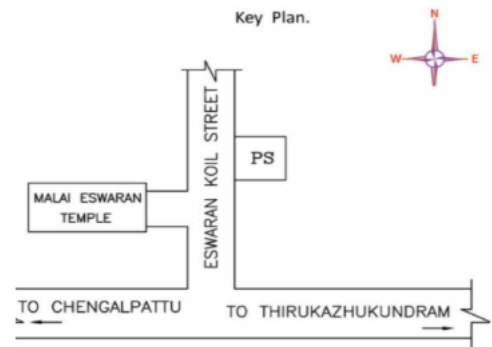 Key Plan.
N
W
E
S
ESWARAN KOIL STREET
PS
MALAI ESWARAN
TEMPLE
TO CHENGALPATTU
TO THIRUKAZHUKUNDRAM